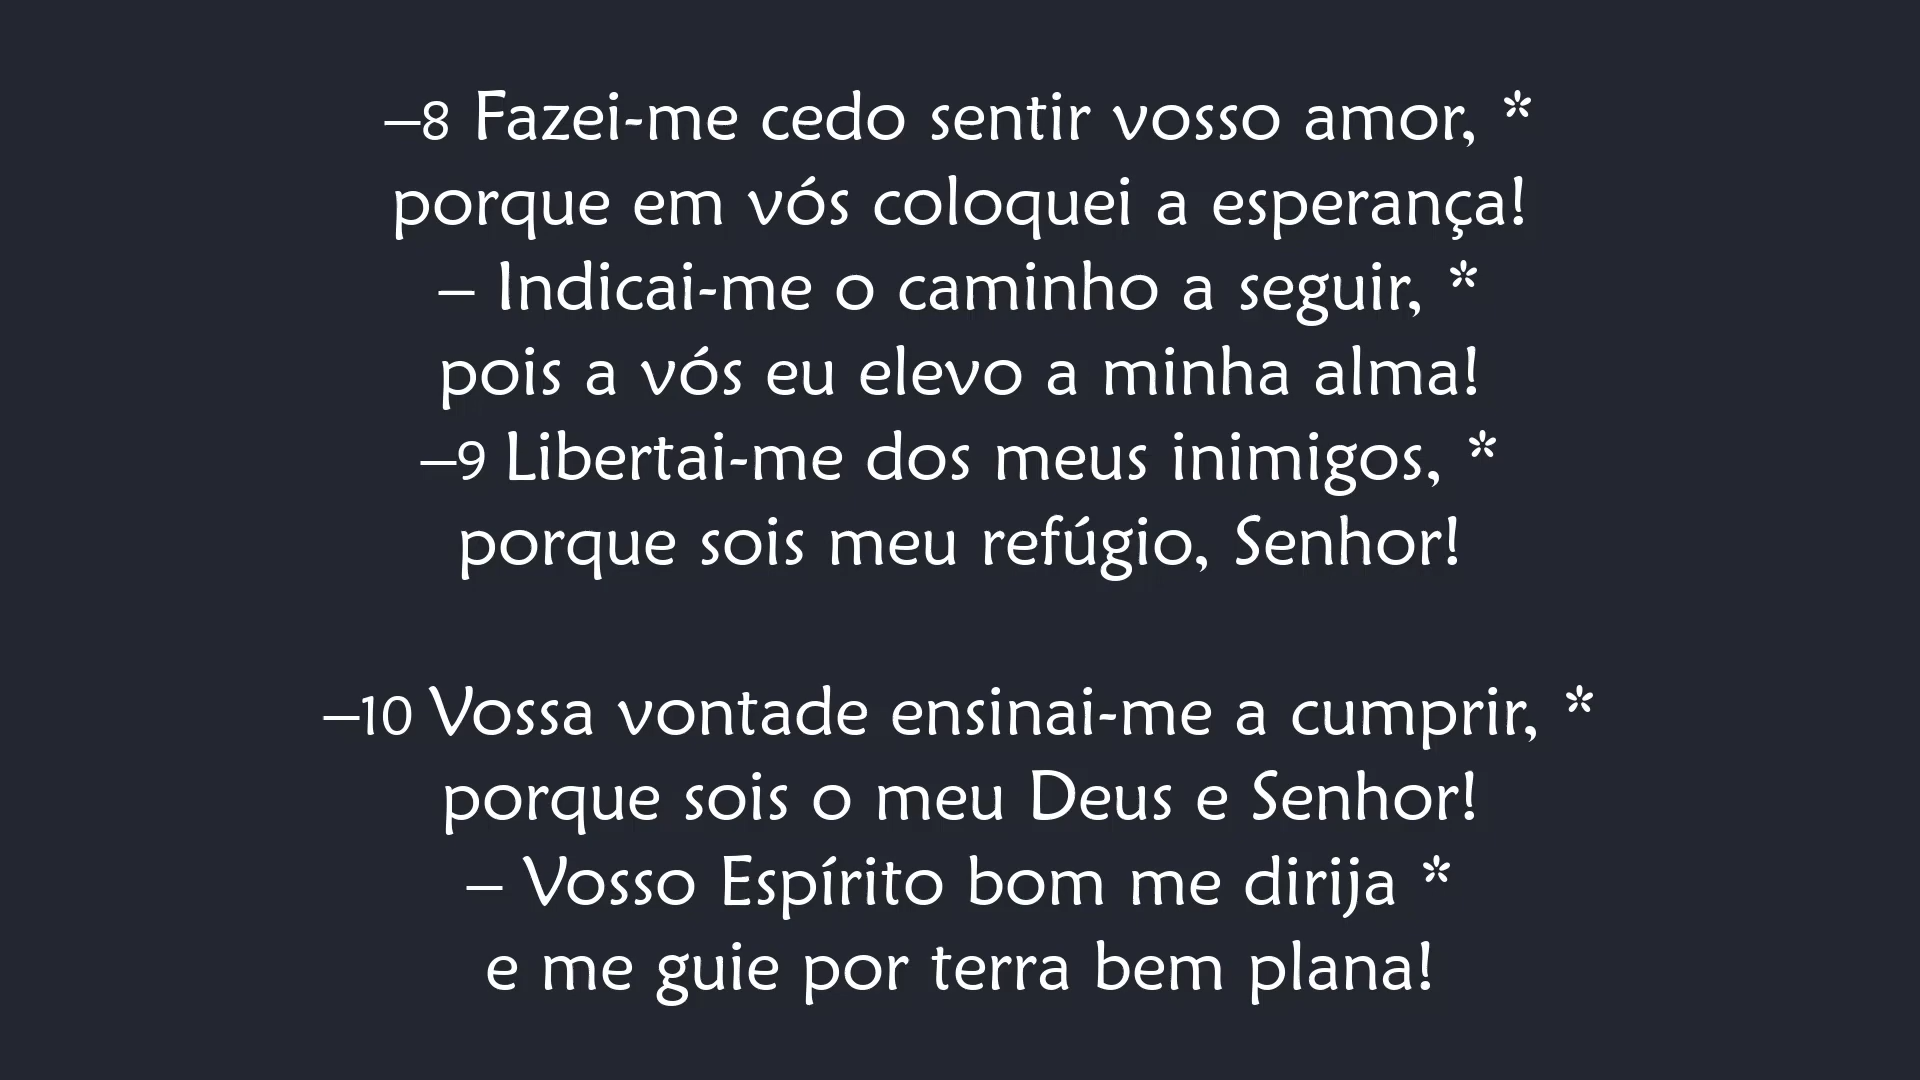 –8 Fazei-me cedo sentir vosso amor, *
porque em vós coloquei a esperança!
– Indicai-me o caminho a seguir, *
pois a vós eu elevo a minha alma!
–9 Libertai-me dos meus inimigos, *
porque sois meu refúgio, Senhor!
–10 Vossa vontade ensinai-me a cumprir, *
porque sois o meu Deus e Senhor!
– Vosso Espírito bom me dirija *
e me guie por terra bem plana!